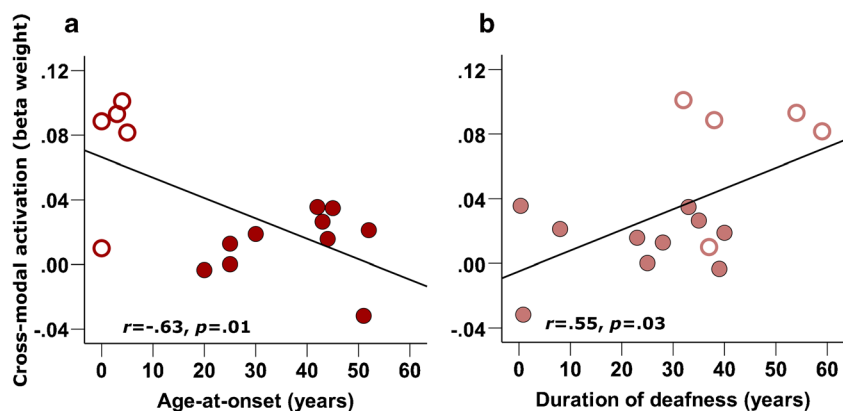 a
b
Cross-modal activation (beta weight)
.12
.08
.04
.00
-.04
r=-.63, p=.01
0 10 20 30 40 50 60
Age-at-onset (years)
.12
.08
.04
.00
-.04
r=.55, p=.03
0 10 20 30 40 50 60
Duration of deafness (years)